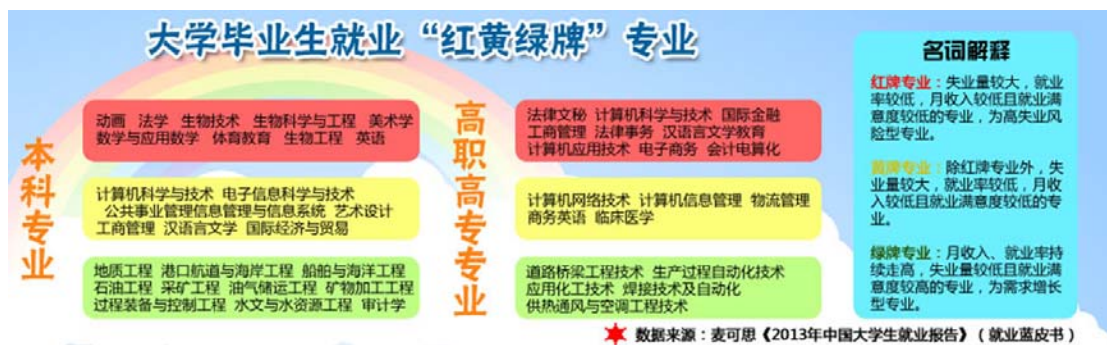 大学毕业生就业“红黄绿牌”专业
本科专业
动画 法学 生物技术 生物科学与工程 美术学
数学与应用数学 体育教育 生物工程 英语
计算机科学与技术 电子信息科学与技术
公共事业管理信息管理与信息系统 艺术设计
工商管理 汉语言文学 国际经济与贸易
地质工程 港口航道与海岸工程 船舶与海洋工程
石油工程 采矿工程 油气储运工程 矿物加工工程
过程装备与控制工程 水文与水资源工程 审计学
高职高专专业
法律文秘 计算机科学与技术 国际金融
工商管理 法律事务 汉语言文学教育
计算机应用技术 电子商务 会计电算化
计算机网络技术 计算机信息管理 物流管理
商务英语 临床医学
道路桥梁工程技术 生产过程自动化技术
应用化工技术 焊接技术及自动化
供热通风与空调工程技术
名词解释
红牌专业：失业量较大，就业
率较低，月收入较低且就业满
意度较低的专业，为高失业风
险型专业。
黄牌专业：除红牌专业外，失
业量较大，就业率较低，月收
入较低且就业满意度较低的专
业。
绿牌专业：月收入、就业率持
续走高，失业量较低且就业满
意度较高的专业，为需求增长
型专业。
数据来源：麦可思《2013年中国大学生就业报告》（就业蓝皮书）